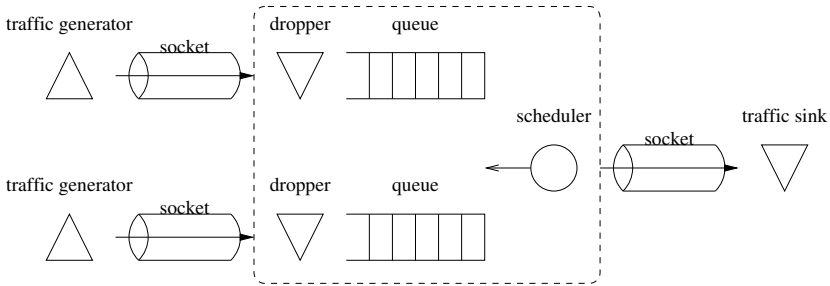 traffic generator
socket
dropper
queue
scheduler
socket
traffic sink
traffic generator
socket
dropper
queue